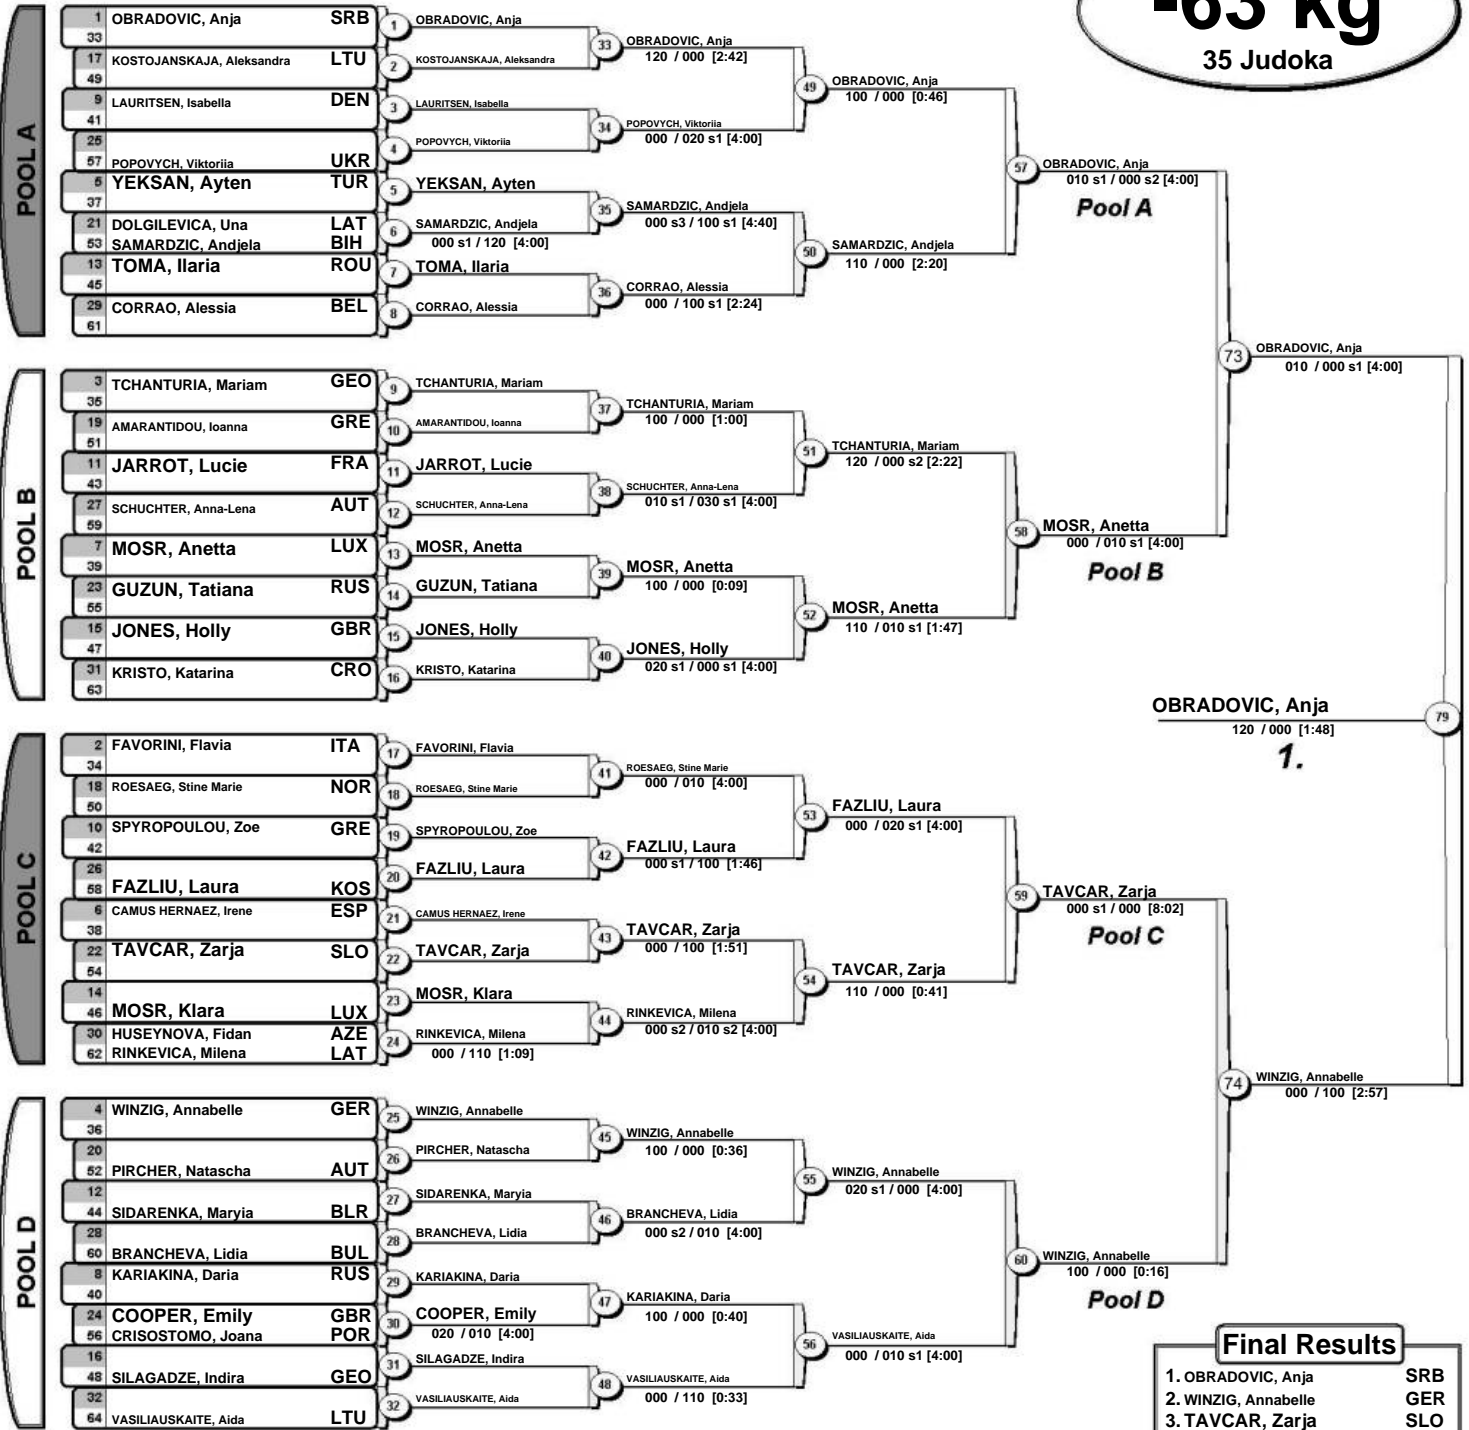 -63 kg
35 Judoka
POOL A
1 OBRADOVIC, Anja SRB
33
17 KOSTOJANSKAJA, Aleksandra LTU
49
9 LAURITSEN, Isabella DEN
41
25
57 POPOVYCH, Viktoriia UKR
5 YEKSAN, Ayten TUR
37
21 DOLGILEVICA, Una LAT
53 SAMARDZIC, Andjela BIH
13 TOMA, Ilaria ROU
45
29 CORRAO, Alessia BEL
61
1 OBRADOVIC, Anja
2 KOSTOJANSKAJA, Aleksandra
3 LAURITSEN, Isabella
4 POPOVYCH, Viktoriia
5 YEKSAN, Ayten
6 SAMARDZIC, Andjela
000 s1 / 120 [4:00]
7 TOMA, Ilaria
8 CORRAO, Alessia
33 OBRADOVIC, Anja
120 / 000 [2:42]
34 POPOVYCH, Viktoriia
000 / 020 s1 [4:00]
35 SAMARDZIC, Andjela
000 s3 / 100 s1 [4:40]
36 CORRAO, Alessia
000 / 100 s1 [2:24]
49 OBRADOVIC, Anja
100 / 000 [0:46]
50 SAMARDZIC, Andjela
110 / 000 [2:20]
57 OBRADOVIC, Anja
010 s1 / 000 s2 [4:00]
Pool A
POOL B
3 TCHANTURIA, Mariam GEO
35
19 AMARANTIDOU, Ioanna GRE
51
11 JARROT, Lucie FRA
43
27 SCHUCHTER, Anna-Lena AUT
59
7 MOSR, Anetta LUX
39
23 GUZUN, Tatiana RUS
55
15 JONES, Holly GBR
47
31 KRISTO, Katarina CRO
63
9 TCHANTURIA, Mariam
10 AMARANTIDOU, Ioanna
11 JARROT, Lucie
12 SCHUCHTER, Anna-Lena
13 MOSR, Anetta
14 GUZUN, Tatiana
15 JONES, Holly
16 KRISTO, Katarina
37 TCHANTURIA, Mariam
100 / 000 [1:00]
38 SCHUCHTER, Anna-Lena
010 s1 / 030 s1 [4:00]
39 MOSR, Anetta
100 / 000 [0:09]
40 JONES, Holly
020 s1 / 000 s1 [4:00]
51 TCHANTURIA, Mariam
120 / 000 s2 [2:22]
52 MOSR, Anetta
110 / 010 s1 [1:47]
58 MOSR, Anetta
000 / 010 s1 [4:00]
Pool B
73 OBRADOVIC, Anja
010 / 000 s1 [4:00]
OBRADOVIC, Anja 79
120 / 000 [1:48]
1.
POOL C
2 FAVORINI, Flavia ITA
34
18 ROESAEG, Stine Marie NOR
50
10 SPYROPOULOU, Zoe GRE
42
26
58 FAZLIU, Laura KOS
6 CAMUS HERNAEZ, Irene ESP
38
22 TAVCAR, Zarja SLO
54
14
46 MOSR, Klara LUX
30 HUSEYNOVA, Fidan AZE
62 RINKEVICA, Milena LAT
17 FAVORINI, Flavia
18 ROESAEG, Stine Marie
19 SPYROPOULOU, Zoe
20 FAZLIU, Laura
21 CAMUS HERNAEZ, Irene
22 TAVCAR, Zarja
23 MOSR, Klara
24 RINKEVICA, Milena
000 / 110 [1:09]
41 ROESAEG, Stine Marie
000 / 010 [4:00]
42 FAZLIU, Laura
000 s1 / 100 [1:46]
43 TAVCAR, Zarja
000 / 100 [1:51]
44 RINKEVICA, Milena
000 s2 / 010 s2 [4:00]
53 FAZLIU, Laura
000 / 020 s1 [4:00]
54 TAVCAR, Zarja
110 / 000 [0:41]
59 TAVCAR, Zarja
000 s1 / 000 [8:02]
Pool C
POOL D
4 WINZIG, Annabelle GER
36
20
52 PIRCHER, Natascha AUT
12
44 SIDARENKA, Maryia BLR
28
60 BRANCHEVA, Lidia BUL
8 KARIAKINA, Daria RUS
40
24 COOPER, Emily GBR
56 CRISOSTOMO, Joana POR
16
48 SILAGADZE, Indira GEO
32
64 VASILIAUSKAITE, Aida LTU
25 WINZIG, Annabelle
26 PIRCHER, Natascha
27 SIDARENKA, Maryia
28 BRANCHEVA, Lidia
29 KARIAKINA, Daria
30 COOPER, Emily
020 / 010 [4:00]
31 SILAGADZE, Indira
32 VASILIAUSKAITE, Aida
45 WINZIG, Annabelle
100 / 000 [0:36]
46 BRANCHEVA, Lidia
000 s2 / 010 [4:00]
47 KARIAKINA, Daria
100 / 000 [0:40]
48 VASILIAUSKAITE, Aida
000 / 110 [0:33]
55 WINZIG, Annabelle
020 s1 / 000 [4:00]
56 VASILIAUSKAITE, Aida
000 / 010 s1 [4:00]
60 WINZIG, Annabelle
100 / 000 [0:16]
Pool D
74 WINZIG, Annabelle
000 / 100 [2:57]
Final Results
1. OBRADOVIC, Anja SRB
2. WINZIG, Annabelle GER
3. TAVCAR, Zarja SLO